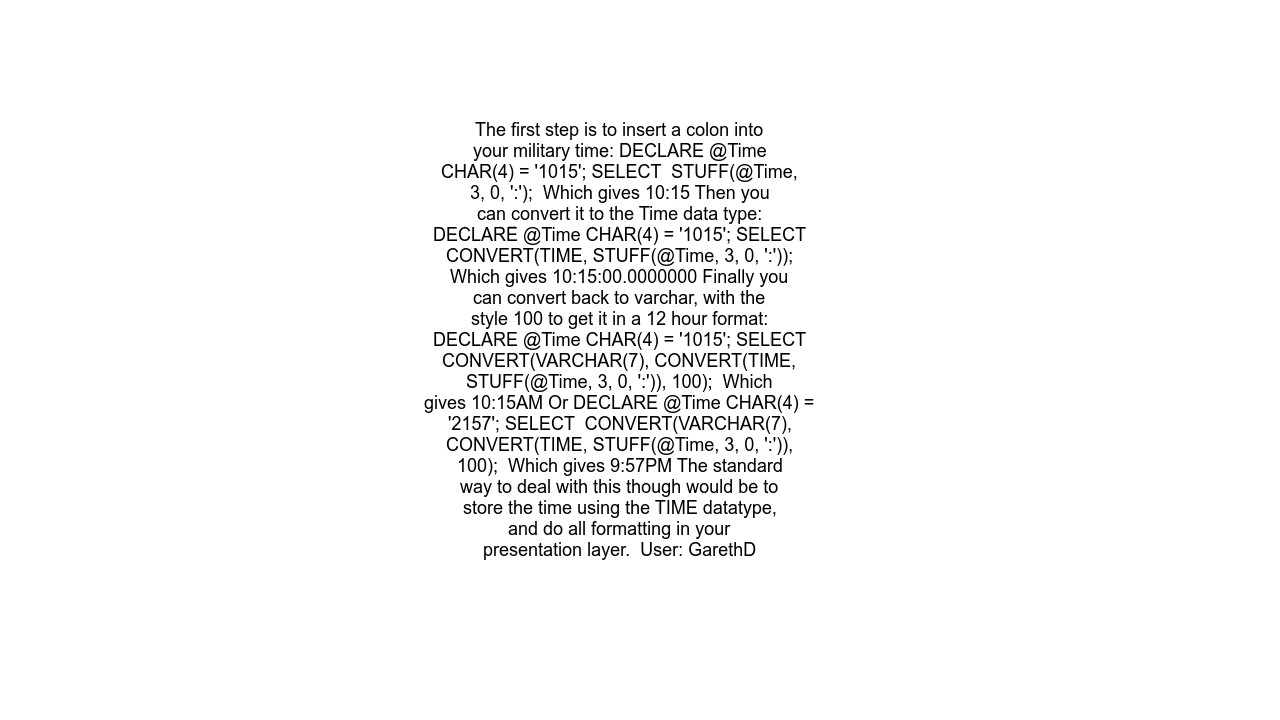 The first step is to insert a colon into
your military time: DECLARE @Time
CHAR(4) = '1015'; SELECT  STUFF(@Time,
3, 0, ':');  Which gives 10:15 Then you
can convert it to the Time data type:
DECLARE @Time CHAR(4) = '1015'; SELECT
CONVERT(TIME, STUFF(@Time, 3, 0, ':'));
Which gives 10:15:00.0000000 Finally you
can convert back to varchar, with the
style 100 to get it in a 12 hour format:
DECLARE @Time CHAR(4) = '1015'; SELECT
CONVERT(VARCHAR(7), CONVERT(TIME,
STUFF(@Time, 3, 0, ':')), 100);  Which
gives 10:15AM Or DECLARE @Time CHAR(4) =
'2157'; SELECT  CONVERT(VARCHAR(7),
CONVERT(TIME, STUFF(@Time, 3, 0, ':')),
100);  Which gives 9:57PM The standard
way to deal with this though would be to
store the time using the TIME datatype,
and do all formatting in your
presentation layer.  User: GarethD